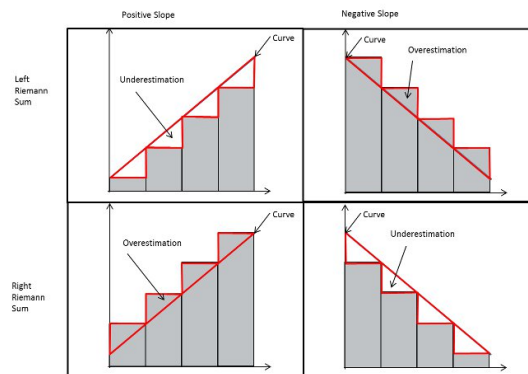 Positive Slope
Negative Slope
Left
Riemann
Sum
Curve
Underestimation
Curve
Overestimation
Right
Riemann
Sum
Curve
Overestimation
Curve
Underestimation